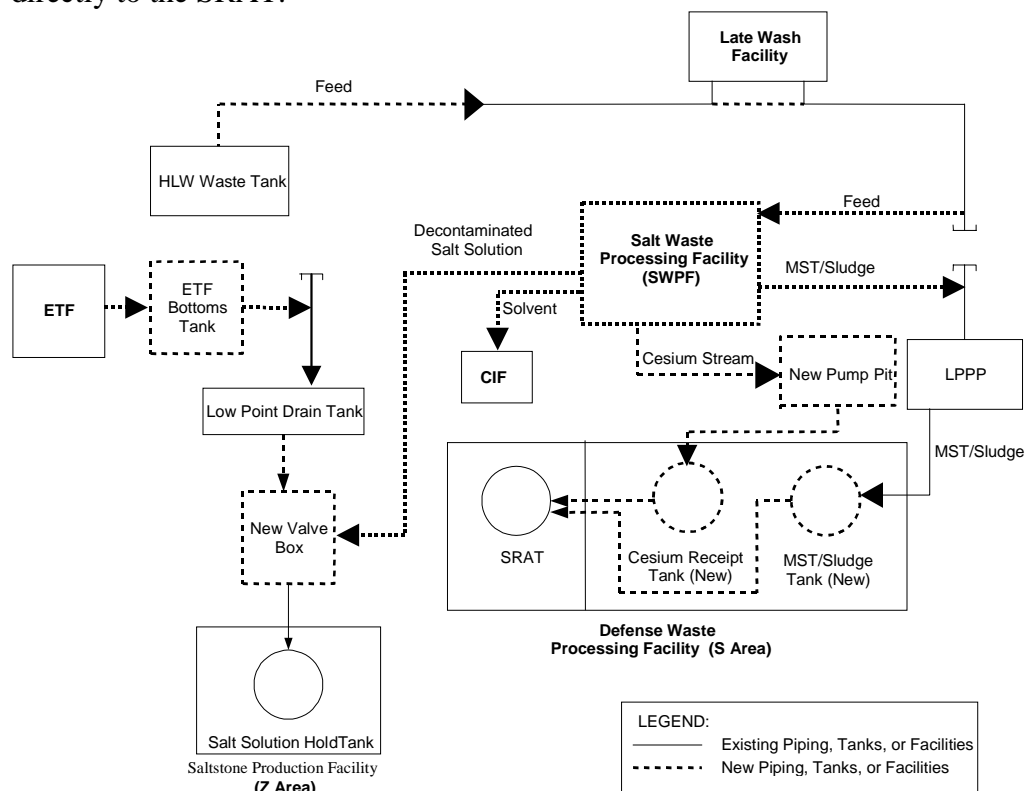 directly to the SRAT.
Late Wash
Facility
Feed
HLW Waste Tank
Feed
Decontaminated
Salt Solution
Salt Waste
Processing Facility
(SWPF)
MST/Sludge
ETF
ETF
Bottoms
Tank
Solvent
CIF
Cesium Stream
New Pump Pit
LPPP
Low Point Drain Tank
MST/Sludge
New Valve
Box
SRAT
Cesium Receipt
Tank (New)
MST/Sludge
Tank (New)
Defense Waste
Processing Facility (S Area)
Salt Solution HoldTank
Saltstone Production Facility
(Z Area)
LEGEND:
Existing Piping, Tanks, or Facilities
New Piping, Tanks, or Facilities